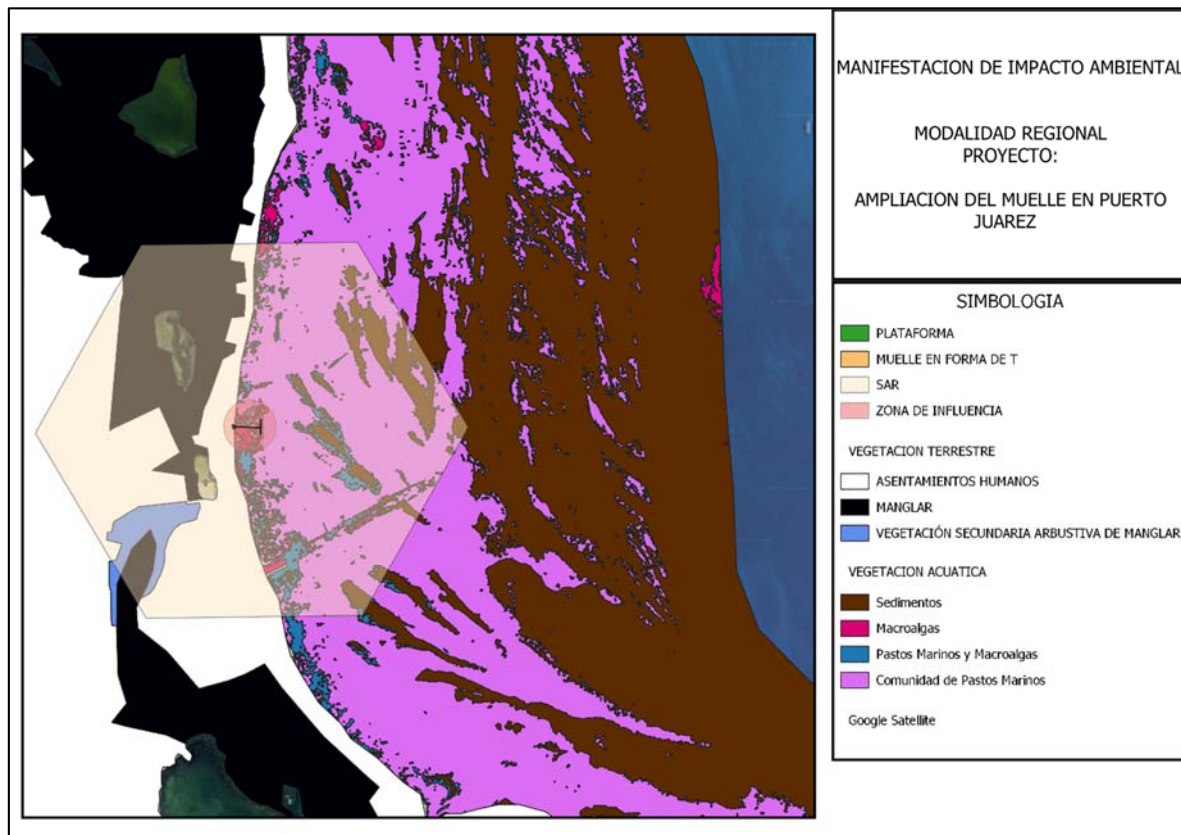 MANIFESTACION DE IMPACTO AMBIENTAL
MODALIDAD REGIONAL
PROYECTO:
AMPLIACION DEL MUELLE EN PUERTO
JUAREZ
SIMBOLOGIA
PLATAFORMA
MUELLE EN FORMA DE T
SAR
ZONA DE INFLUENCIA
VEGETACION TERRESTRE
ASENTAMIENTOS HUMANOS
MANGLAR
VEGETACIÓN SECUNDARIA ARBUSTIVA DE MANGLAR
VEGETACION ACUATICA
Sedimentos
Macroalgas
Pastos Marinos y Macroalgas
Comunidad de Pastos Marinos
Google Satellite